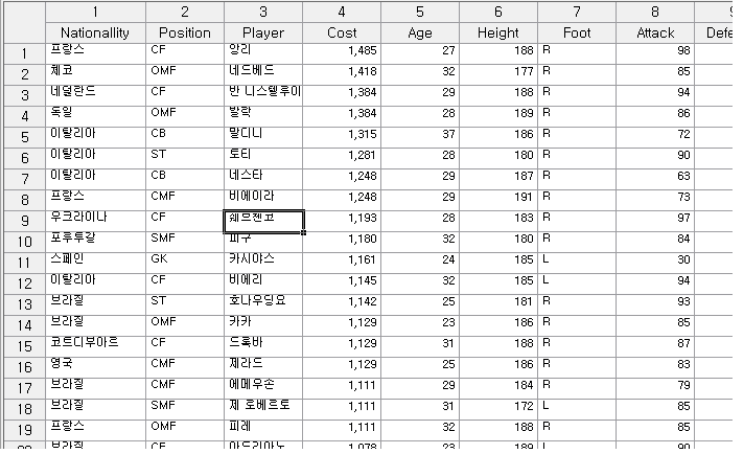 1 2 3 4 5 6 7 8
Nationallity Position Player Cost Age Height Foot Attack Defe
1 프랑스 CF 앙리 1,485 27 188 R 98
2 체코 OMF 네드베드 1,418 32 177 R 85
3 네덜란드 CF 반 니스텔루이 1,384 29 188 R 94
4 독일 OMF 발락 1,384 28 189 R 86
5 이탈리아 CB 말디니 1,315 37 186 R 72
6 이탈리아 ST 토티 1,281 28 180 R 90
7 이탈리아 CB 네스타 1,248 29 187 R 63
8 프랑스 CMF 비에이라 1,248 29 191 R 73
9 우크라이나 CF 쉐브첸코 1,193 28 183 R 97
10 포루투갈 SMF 피구 1,180 32 180 R 84
11 스페인 GK 카시야스 1,161 24 185 L 30
12 이탈리아 CF 비에리 1,145 32 185 L 94
13 브라질 ST 호나우딩요 1,142 25 181 R 93
14 브라질 OMF 카카 1,129 23 186 R 85
15 코트디부아르 CF 드록바 1,129 31 188 R 87
16 영국 CMF 제라드 1,129 25 186 R 83
17 브라질 CMF 에메우손 1,111 29 184 R 79
18 브라질 SMF 제 로베르토 1,111 31 172 L 85
19 프랑스 OMF 피레 1,111 32 188 R 85
20 브라질 CF 아드리아노 1,078 23 189 L 90